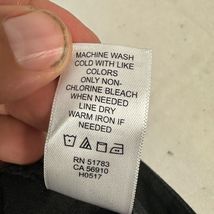 MACHINE WASH
COLD WITH LIKE
COLORS
ONLY NON-
CHLORINE BLEACH
WHEN NEEDED
LINE DRY
WARM IRON IF
NEEDED
RN 51783
CA 56910
H0517